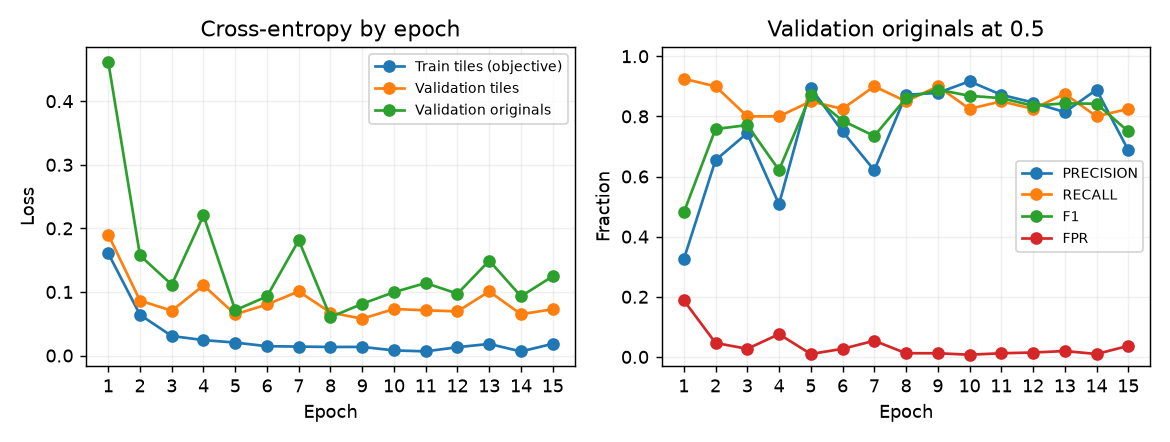 Cross-entropy by epoch
Loss
0.4
0.3
0.2
0.1
0.0
Train tiles (objective)
Validation tiles
Validation originals
1 2 3 4 5 6 7 8 9 10 11 12 13 14 15
Epoch
Validation originals at 0.5
Fraction
1.0
0.8
0.6
0.4
0.2
0.0
PRECISION
RECALL
F1
FPR
1 2 3 4 5 6 7 8 9 10 11 12 13 14 15
Epoch